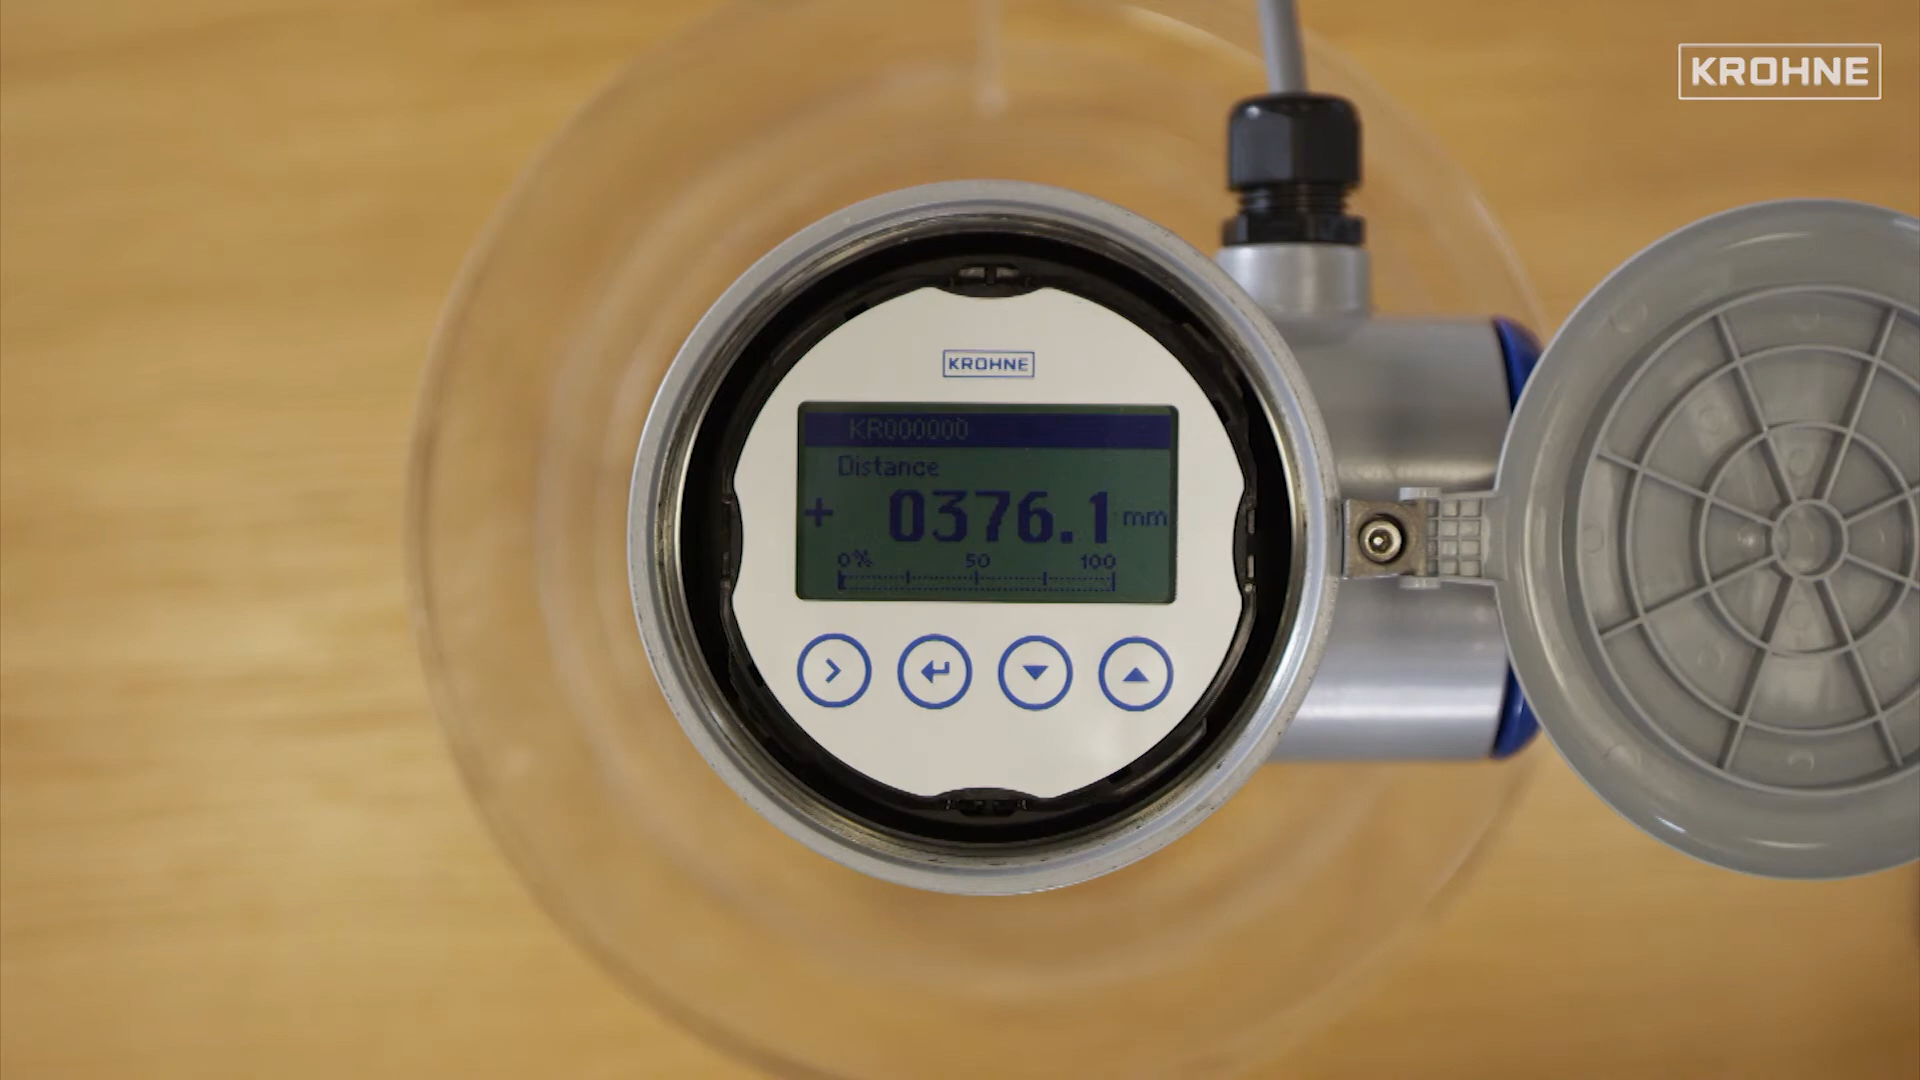 KROHNE
KROHNE
KR000000
Distance
+ 0376.1 mm
0% 50 100